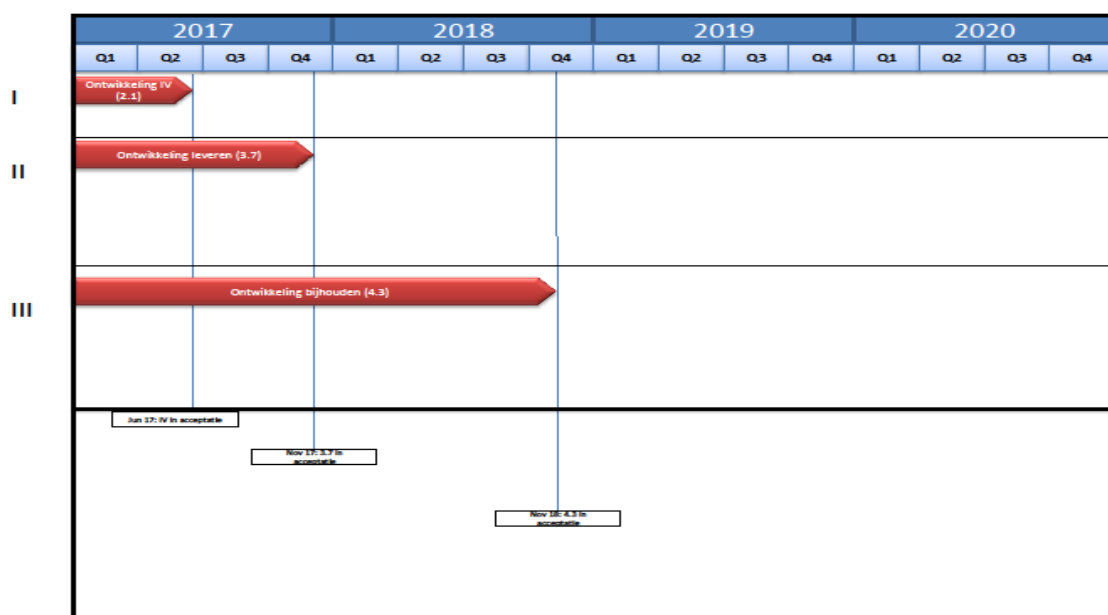 2017 2018 2019 2020
Q1 Q2 Q3 Q4 Q1 Q2 Q3 Q4 Q1 Q2 Q3 Q4 Q1 Q2 Q3 Q4
I
Ontwikkeling IV
(2.1)
II
Ontwikkeling leveren (3.7)
III
Ontwikkeling bijhouden (4.3)
Jun 17: IV in acceptatie
Nov 17: 3.7 in
acceptatie
Nov 18: 4.3 in
acceptatie